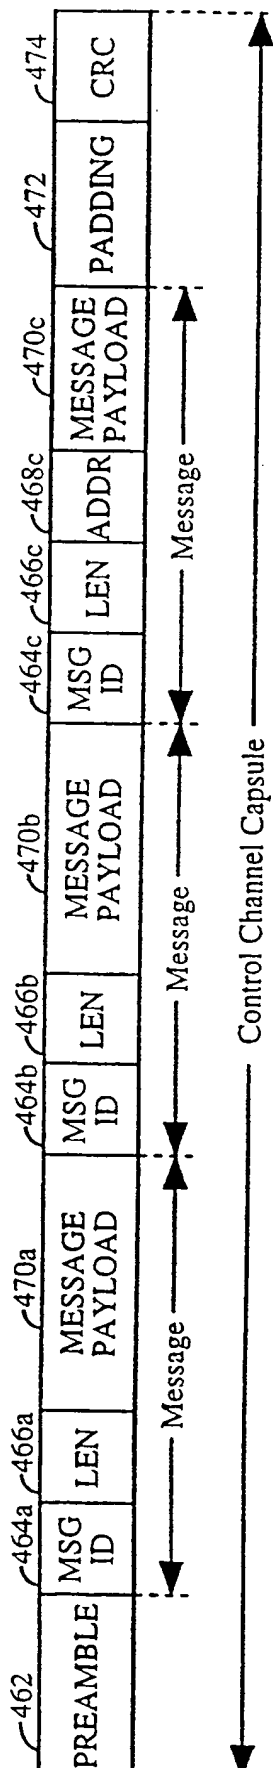 462
464a
466a
470a
464b
466b
470b
464c
466c
468c
470c
472
474
PREAMBLE
MSG
ID
LEN
MESSAGE
PAYLOAD
MSG
ID
LEN
MESSAGE
PAYLOAD
MSG
ID
LEN
ADDR
MESSAGE
PAYLOAD
PADDING
CRC
Message
Message
Message
Control Channel Capsule